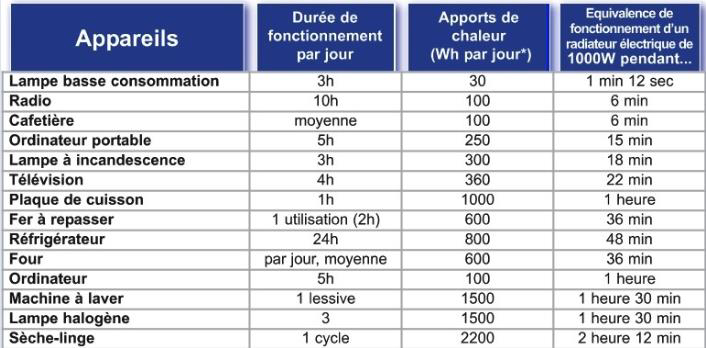 Appareils
Durée de
fonctionnement
par jour
Apports de
chaleur
(Wh par jour*)
Equivalence de
fonctionnement d'un
radiateur électrique de
1000W pendant...
Lampe basse consommation 3h 30 1 min 12 sec
Radio 10h 100 6 min
Cafetière moyenne 100 6 min
Ordinateur portable 5h 250 15 min
Lampe à incandescence 3h 300 18 min
Télévision 4h 360 22 min
Plaque de cuisson 1h 1000 1 heure
Fer à repasser 1 utilisation (2h) 600 36 min
Réfrigérateur 24h 800 48 min
Four par jour, moyenne 600 36 min
Ordinateur 5h 100 1 heure
Machine à laver 1 lessive 1500 1 heure 30 min
Lampe halogène 3 1500 1 heure 30 min
Sèche-linge 1 cycle 2200 2 heure 12 min